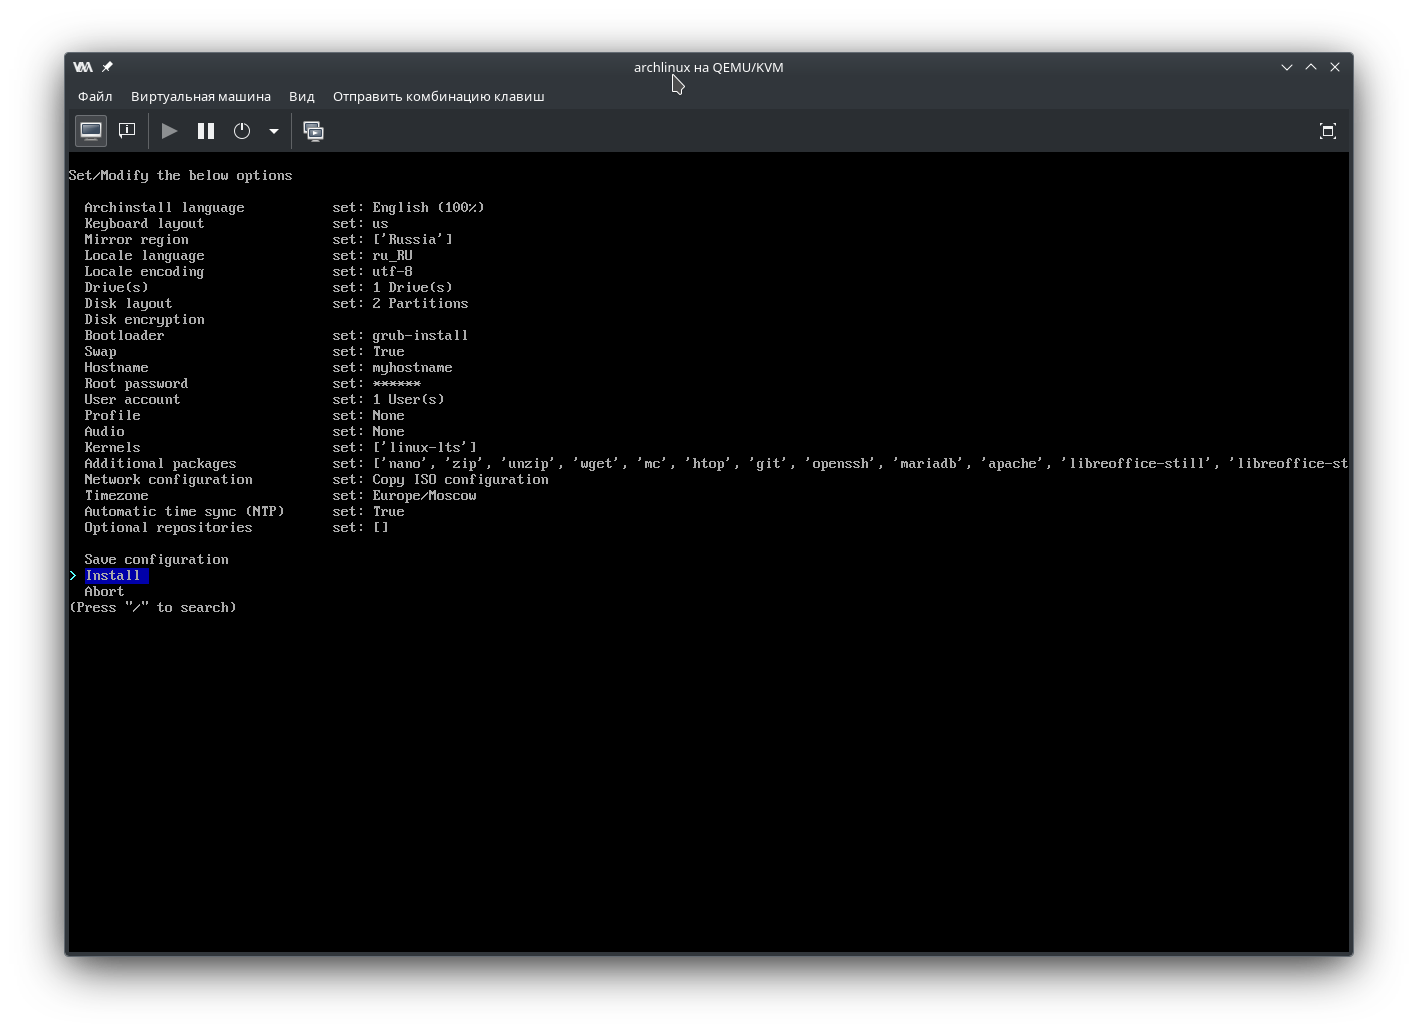 archlinux на QEMU/KVM
Файл Виртуальная машина Вид Отправить комбинацию клавиш
Set/Modify the below options
Archinstall language set: English (100%)
Keyboard layout set: us
Mirror region set: ['Russia']
Locale language set: ru_RU
Locale encoding set: utf-8
Drive(s) set: 1 Drive(s)
Disk layout set: 2 Partitions
Disk encryption
Bootloader set: grub-install
Swap set: True
Hostname set: myhostname
Root password set: ******
User account set: 1 User(s)
Profile set: None
Audio set: None
Kernels set: ['linux-lts']
Additional packages set: ['nano', 'zip', 'unzip', 'wget', 'mc', 'htop', 'git', 'openssh', 'mariadb', 'apache', 'libreoffice-still', 'libreoffice-st
Network configuration set: Copy ISO configuration
Timezone set: Europe/Moscow
Automatic time sync (NTP) set: True
Optional repositories set: []
Save configuration
> Install
Abort
(Press "/" to search)